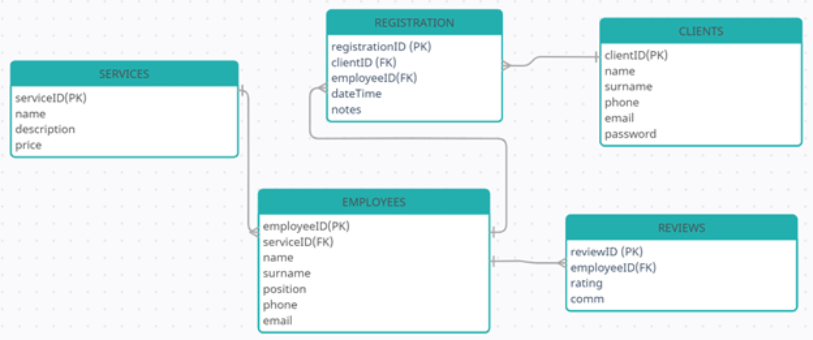 REGISTRATION
registrationID (PK)
clientID (FK)
employeeID(FK)
dateTime
notes
CLIENTS
clientID(PK)
name
surname
phone
email
password
SERVICES
serviceID(PK)
name
description
price
EMPLOYEES
employeeID(PK)
serviceID(FK)
name
surname
position
phone
email
REVIEWS
reviewID (PK)
employeeID(FK)
rating
comm